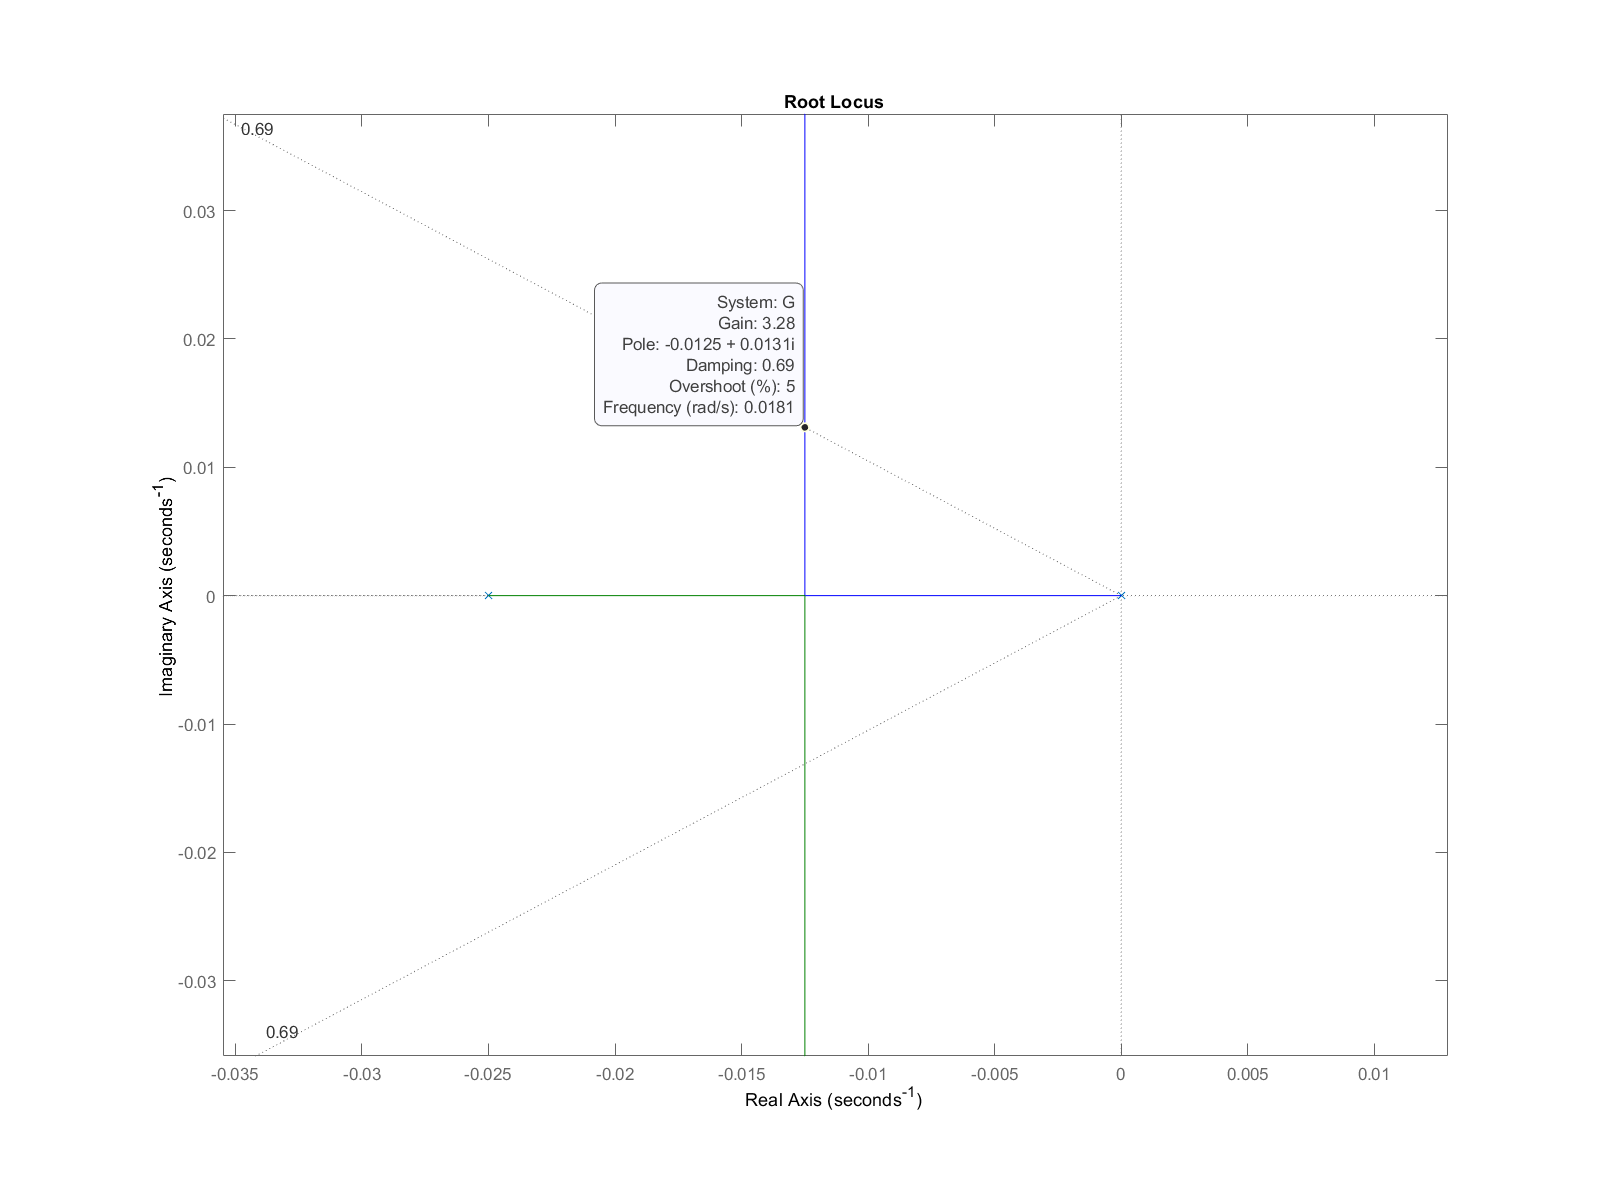 Root Locus
0.69
System: G
Gain: 3.28
Pole: -0.0125 + 0.0131i
Damping: 0.69
Overshoot (%): 5
Frequency (rad/s): 0.0181
0.03
0.02
0.01
0
-0.01
-0.02
-0.03
Imaginary Axis (seconds⁻¹)
0.69
-0.035 -0.03 -0.025 -0.02 -0.015 -0.01 -0.005 0 0.005 0.01
Real Axis (seconds⁻¹)